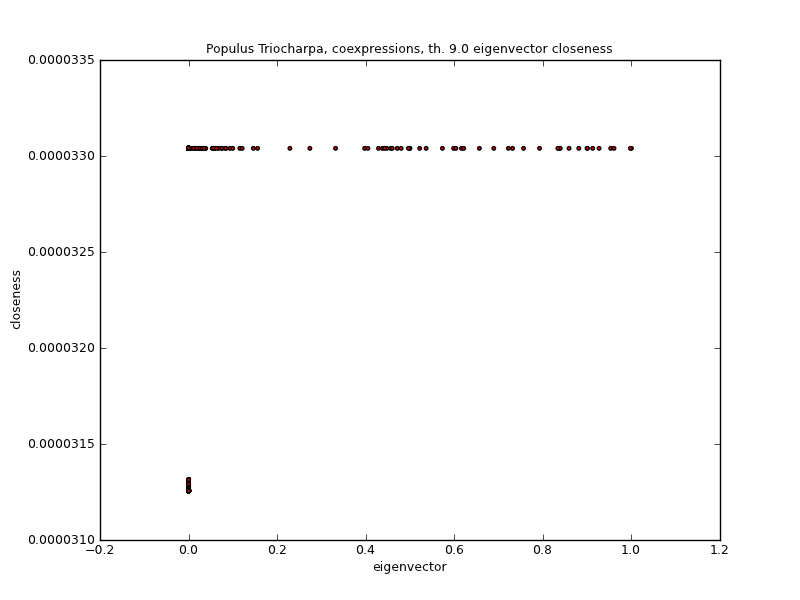 Populus Triocharpa, coexpressions, th. 9.0 eigenvector closeness
0.0000335
0.0000330
0.0000325
0.0000320
0.0000315
0.0000310
closeness
−0.2 0.0 0.2 0.4 0.6 0.8 1.0 1.2
eigenvector